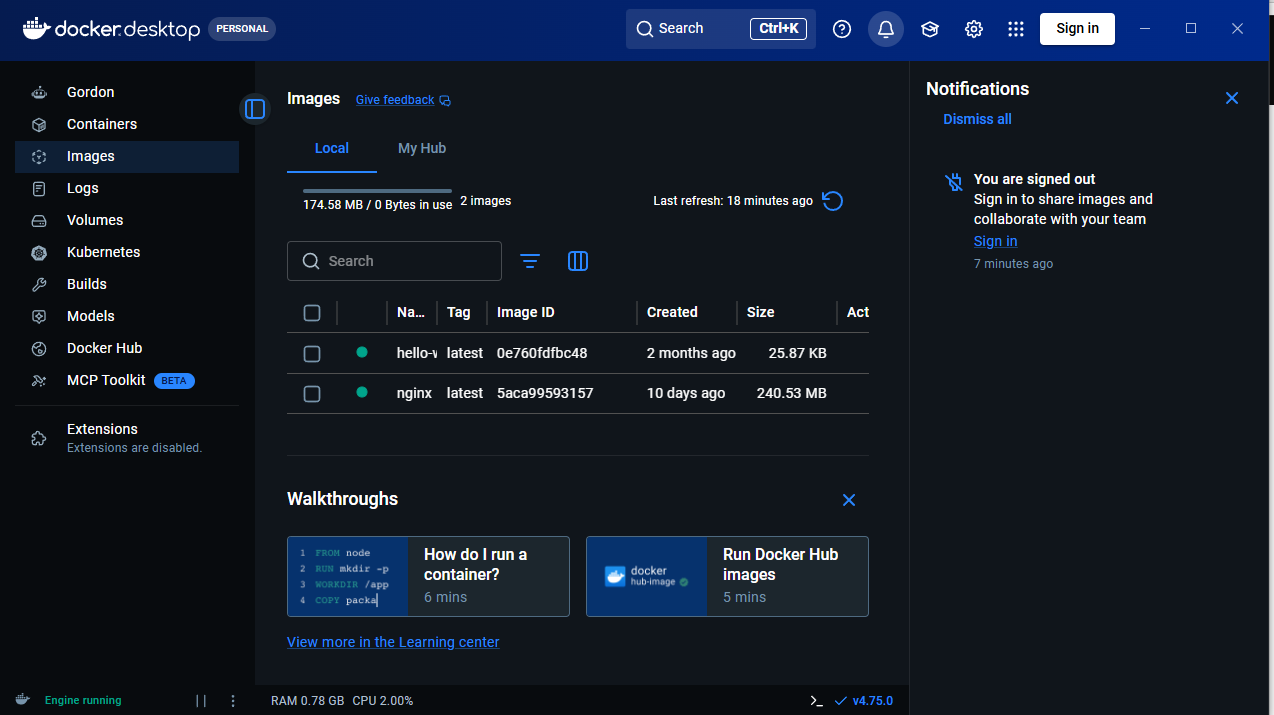 docker.desktop PERSONAL
Search Ctrl+K
Sign in
Gordon
Containers
Images
Logs
Volumes
Kubernetes
Builds
Models
Docker Hub
MCP Toolkit BETA
Extensions
Extensions are disabled.
Engine running
Images Give feedback
Local My Hub
174.58 MB / 0 Bytes in use 2 images
Last refresh: 18 minutes ago
Search
Na... Tag Image ID Created Size Act
hello-w latest 0e760fdfbc48 2 months ago 25.87 KB
nginx latest 5aca99593157 10 days ago 240.53 MB
Walkthroughs
1 FROM node
2 RUN mkdir -p
3 WORKDIR /app
4 COPY packa
How do I run a
container?
6 mins
docker
hub-image
Run Docker Hub
images
5 mins
View more in the Learning center
RAM 0.78 GB CPU 2.00%
v4.75.0
Notifications
Dismiss all
You are signed out
Sign in to share images and
collaborate with your team
Sign in
7 minutes ago